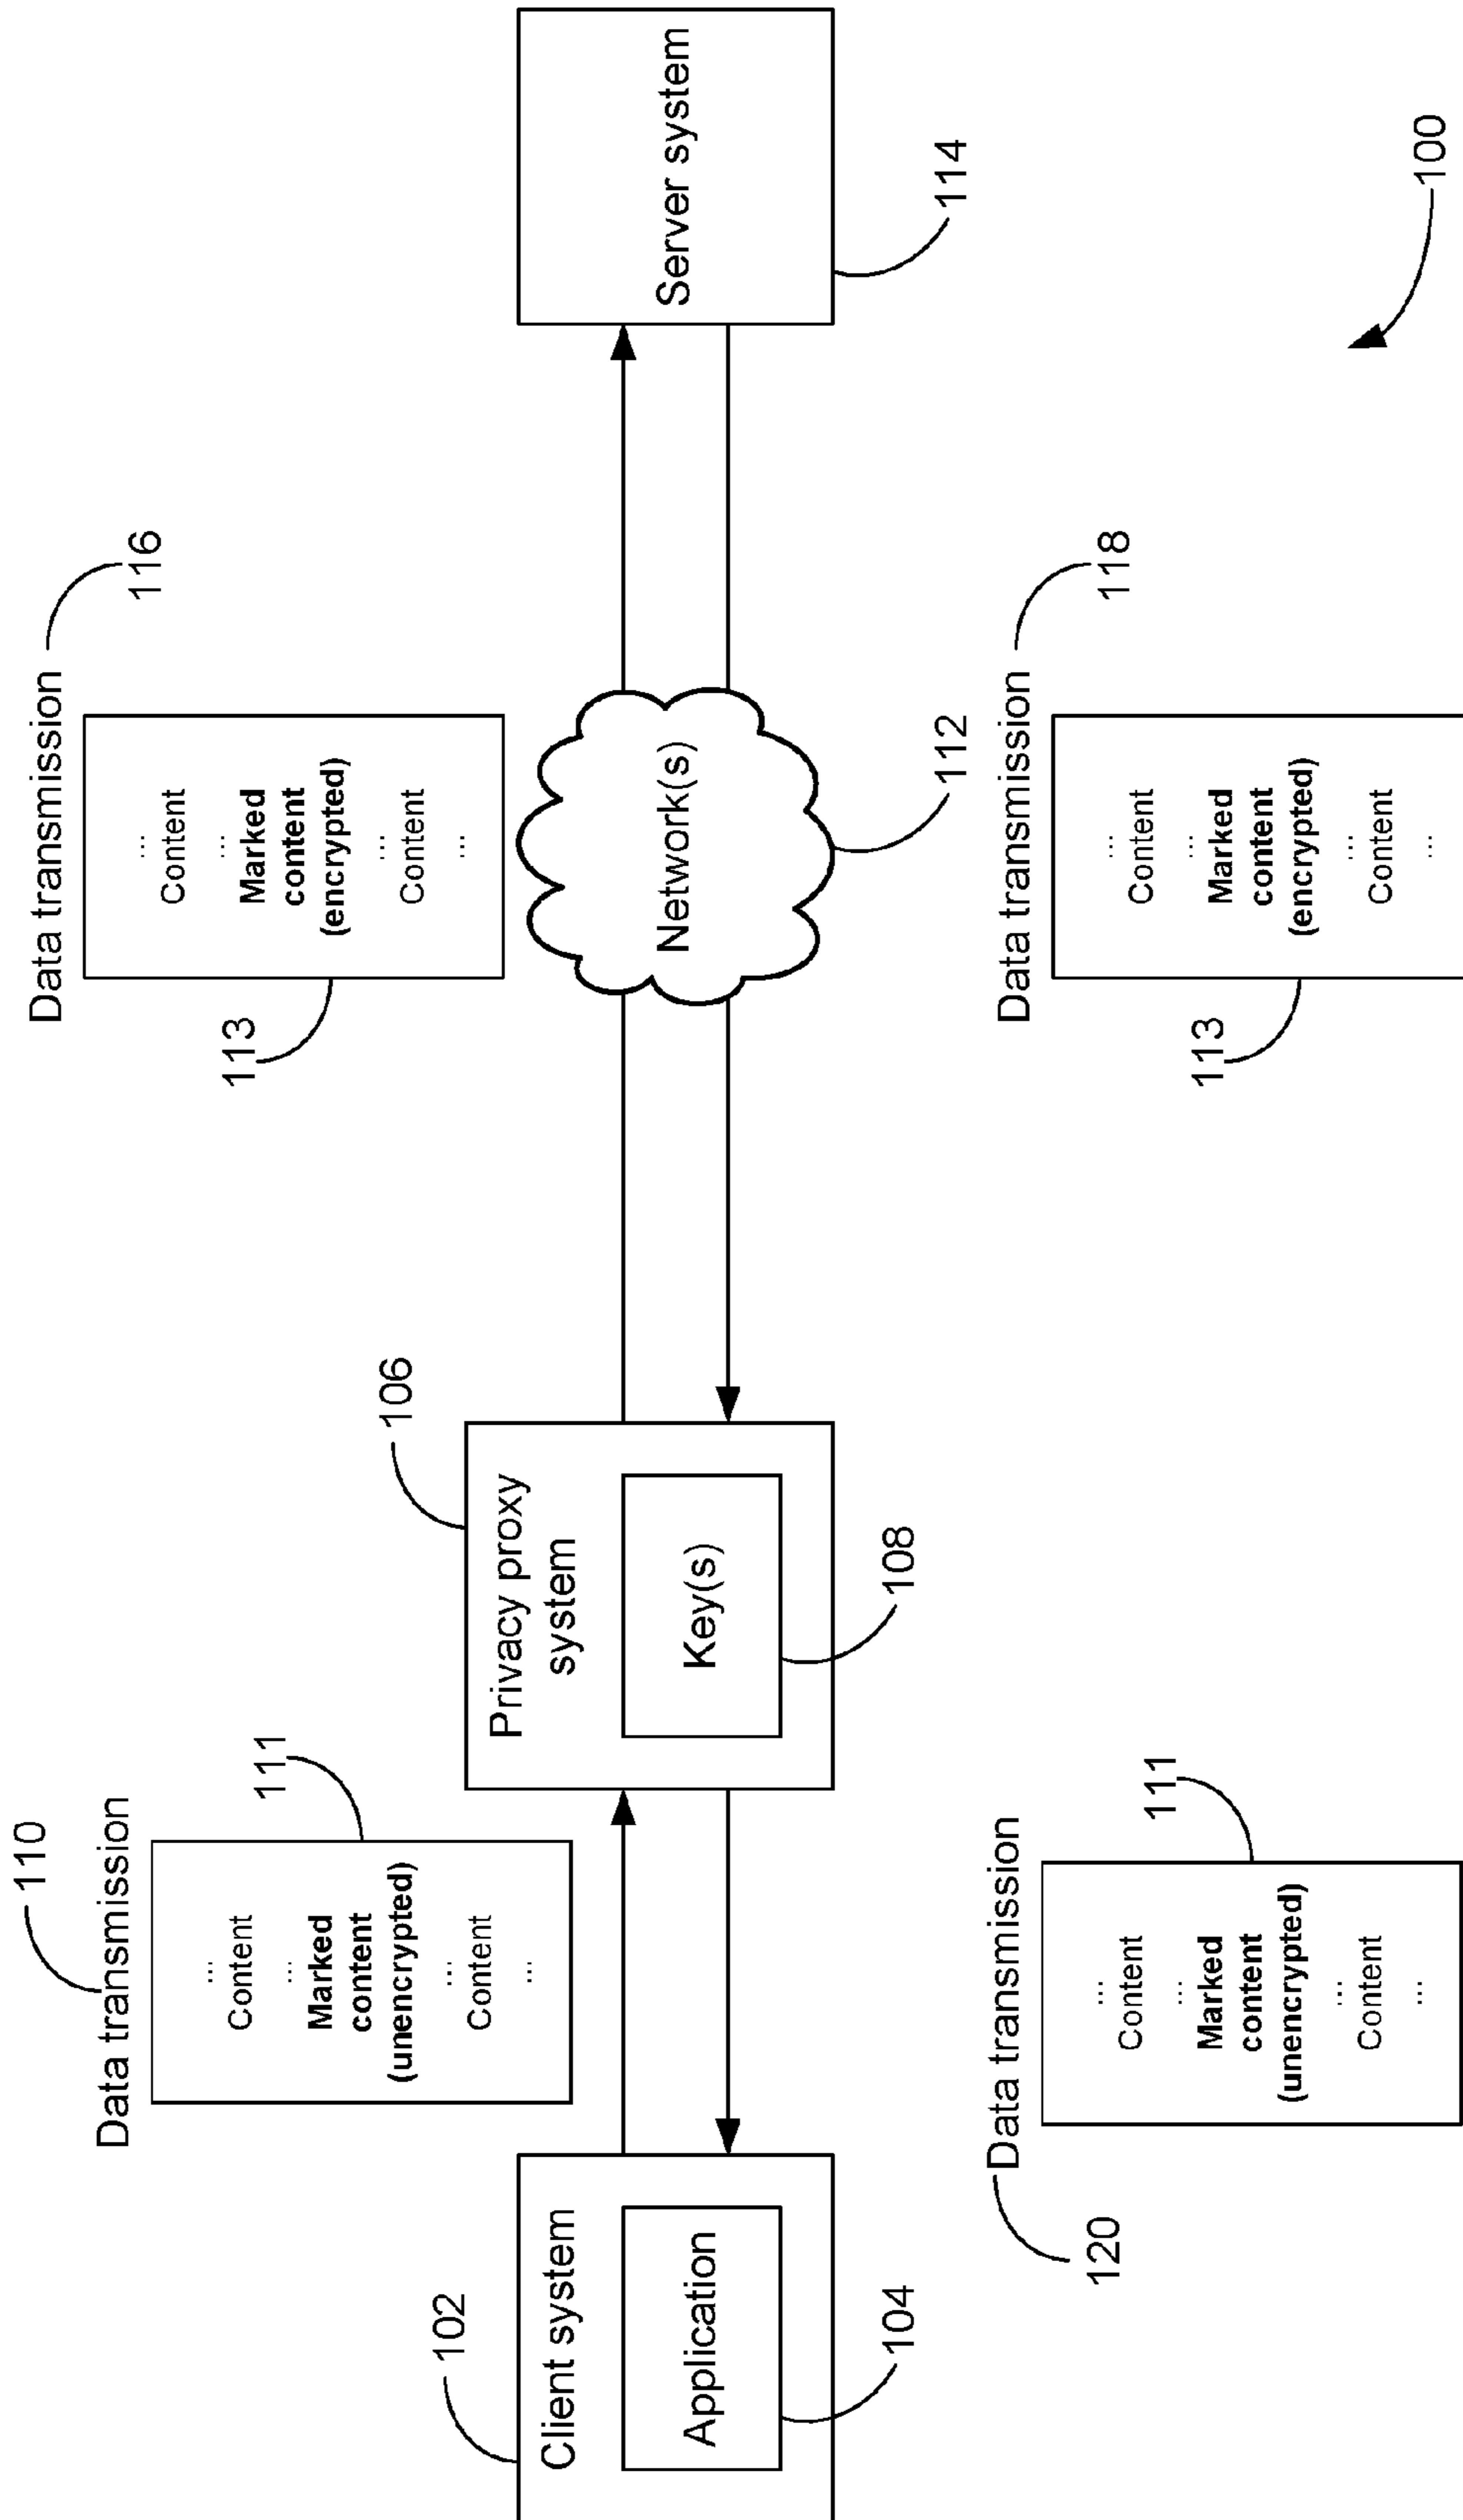 110
Data transmission
111
...
Content
...
Marked
content
(unencrypted)
...
Content
...
102
Client system
Application
104
106
Privacy proxy
system
Key(s)
108
Data transmission
116
113
...
Content
...
Marked
content
(encrypted)
...
Content
...
Network(s)
112
Server system
114
120
Data transmission
111
...
Content
...
Marked
content
(unencrypted)
...
Content
...
Data transmission
118
113
...
Content
...
Marked
content
(encrypted)
...
Content
...
100